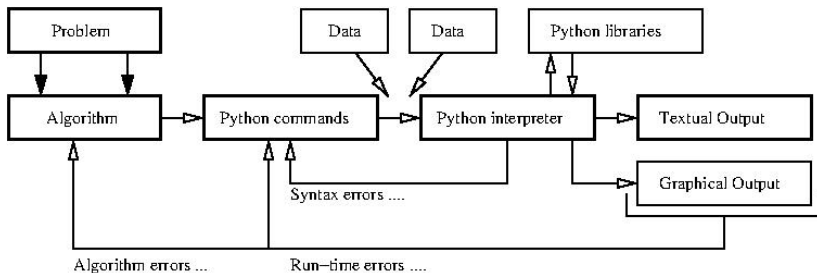 Problem
Data
Data
Python libraries
Algorithm
Python commands
Python interpreter
Textual Output
Graphical Output
Syntax errors ....
Algorithm errors ...
Run-time errors ....